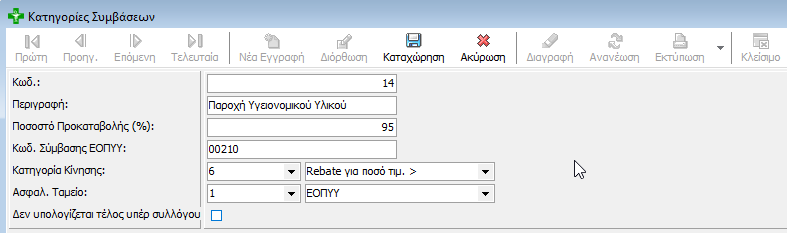 Κατηγορίες Συμβάσεων
Πρώτη Προηγ. Επόμενη Τελευταία Νέα Εγγραφή Διόρθωση Καταχώρηση Ακύρωση Διαγραφή Ανανέωση Εκτύπωση Κλείσιμο
Κωδ.: 14
Περιγραφή: Παροχή Υγειονομικού Υλικού
Ποσοστό Προκαταβολής (%): 95
Κωδ. Σύμβασης ΕΟΠΥΥ: 00210
Κατηγορία Κίνησης: 6 Rebate για ποσό τιμ. >
Ασφαλ. Ταμείο: 1 ΕΟΠΥΥ
Δεν υπολογίζεται τέλος υπέρ συλλόγου